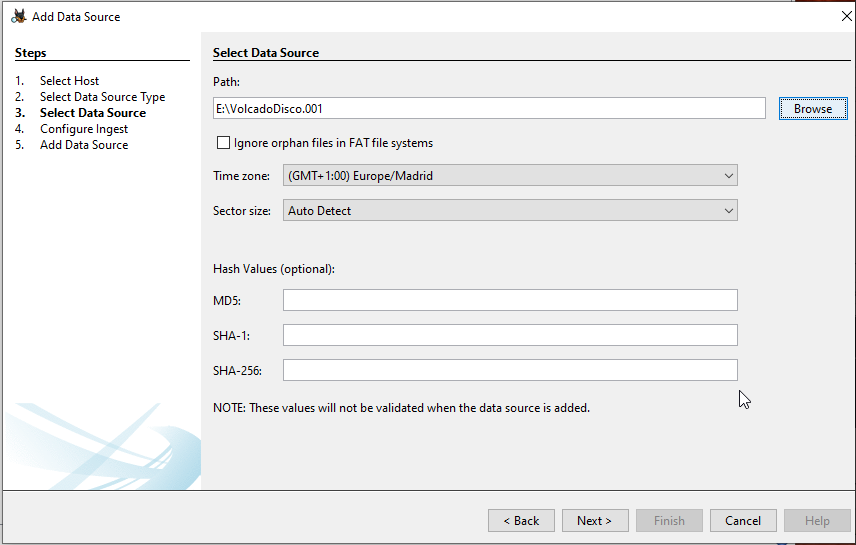 Add Data Source
Steps
1. Select Host
2. Select Data Source Type
3. Select Data Source
4. Configure Ingest
5. Add Data Source
Select Data Source
Path:
E:\VolcadoDisco.001
Browse
Ignore orphan files in FAT file systems
Time zone: (GMT+1:00) Europe/Madrid
Sector size: Auto Detect
Hash Values (optional):
MD5:
SHA-1:
SHA-256:
NOTE: These values will not be validated when the data source is added.
< Back Next > Finish Cancel Help